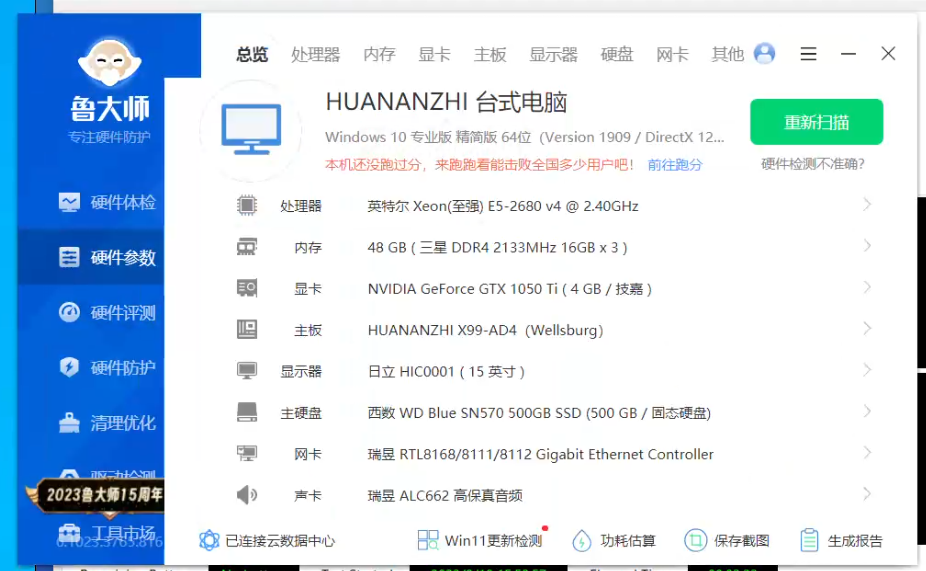 总览 处理器 内存 显卡 主板 显示器 硬盘 网卡 其他
鲁大师
专注硬件防护
HUANANZHI 台式电脑
Windows 10 专业版 精简版 64位（Version 1909 / DirectX 12...
本机还没跑过分，来跑跑看能击败全国多少用户吧！ 前往跑分
重新扫描
硬件检测不准确?
硬件体检
硬件参数
硬件评测
硬件防护
清理优化
驱动检测
2023鲁大师15周年
工具市场
处理器 英特尔 Xeon(至强) E5-2680 v4 @ 2.40GHz
内存 48 GB ( 三星 DDR4 2133MHz 16GB x 3 )
显卡 NVIDIA GeForce GTX 1050 Ti ( 4 GB / 技嘉 )
主板 HUANANZHI X99-AD4（Wellsburg）
显示器 日立 HIC0001 ( 15 英寸 )
主硬盘 西数 WD Blue SN570 500GB SSD (500 GB / 固态硬盘)
网卡 瑞昱 RTL8168/8111/8112 Gigabit Ethernet Controller
声卡 瑞昱 ALC662 高保真音频
6.1023.3765.816
已连接云数据中心 Win11更新检测 功耗估算 保存截图 生成报告